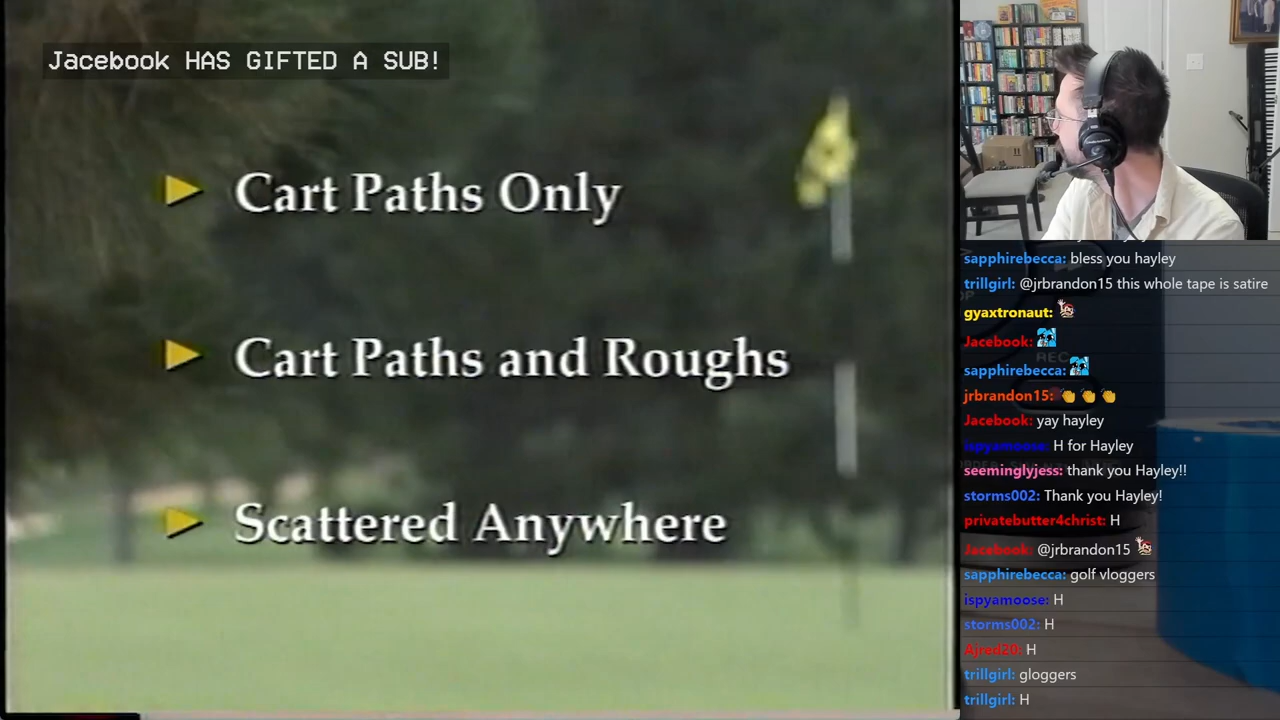 Jacebook HAS GIFTED A SUB!
Cart Paths Only
Cart Paths and Roughs
Scattered Anywhere
sapphirebecca: bless you hayley
trillgirl: @jrbrandon15 this whole tape is satire
gyaxtronaut:
Jacebook:
sapphirebecca:
REC
jrbrandon15: 👏 👏 👏
Jacebook: yay hayley
ispyamoose: H for Hayley
seeminglyjess: thank you Hayley!!
storms002: Thank you Hayley!
privatebutter4christ: H
Jacebook: @jrbrandon15
sapphirebecca: golf vloggers
ispyamoose: H
storms002: H
Ajred20: H
trillgirl: gloggers
trillgirl: H